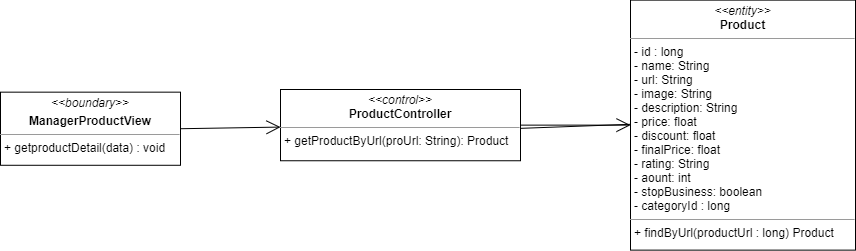 <<boundary>>
ManagerProductView
+ getproductDetail(data) : void
<<control>>
ProductController
+ getProductByUrl(proUrl: String): Product
<<entity>>
Product
- id : long
- name: String
- url: String
- image: String
- description: String
- price: float
- discount: float
- finalPrice: float
- rating: String
- aount: int
- stopBusiness: boolean
- categoryId : long
+ findByUrl(productUrl : long) Product